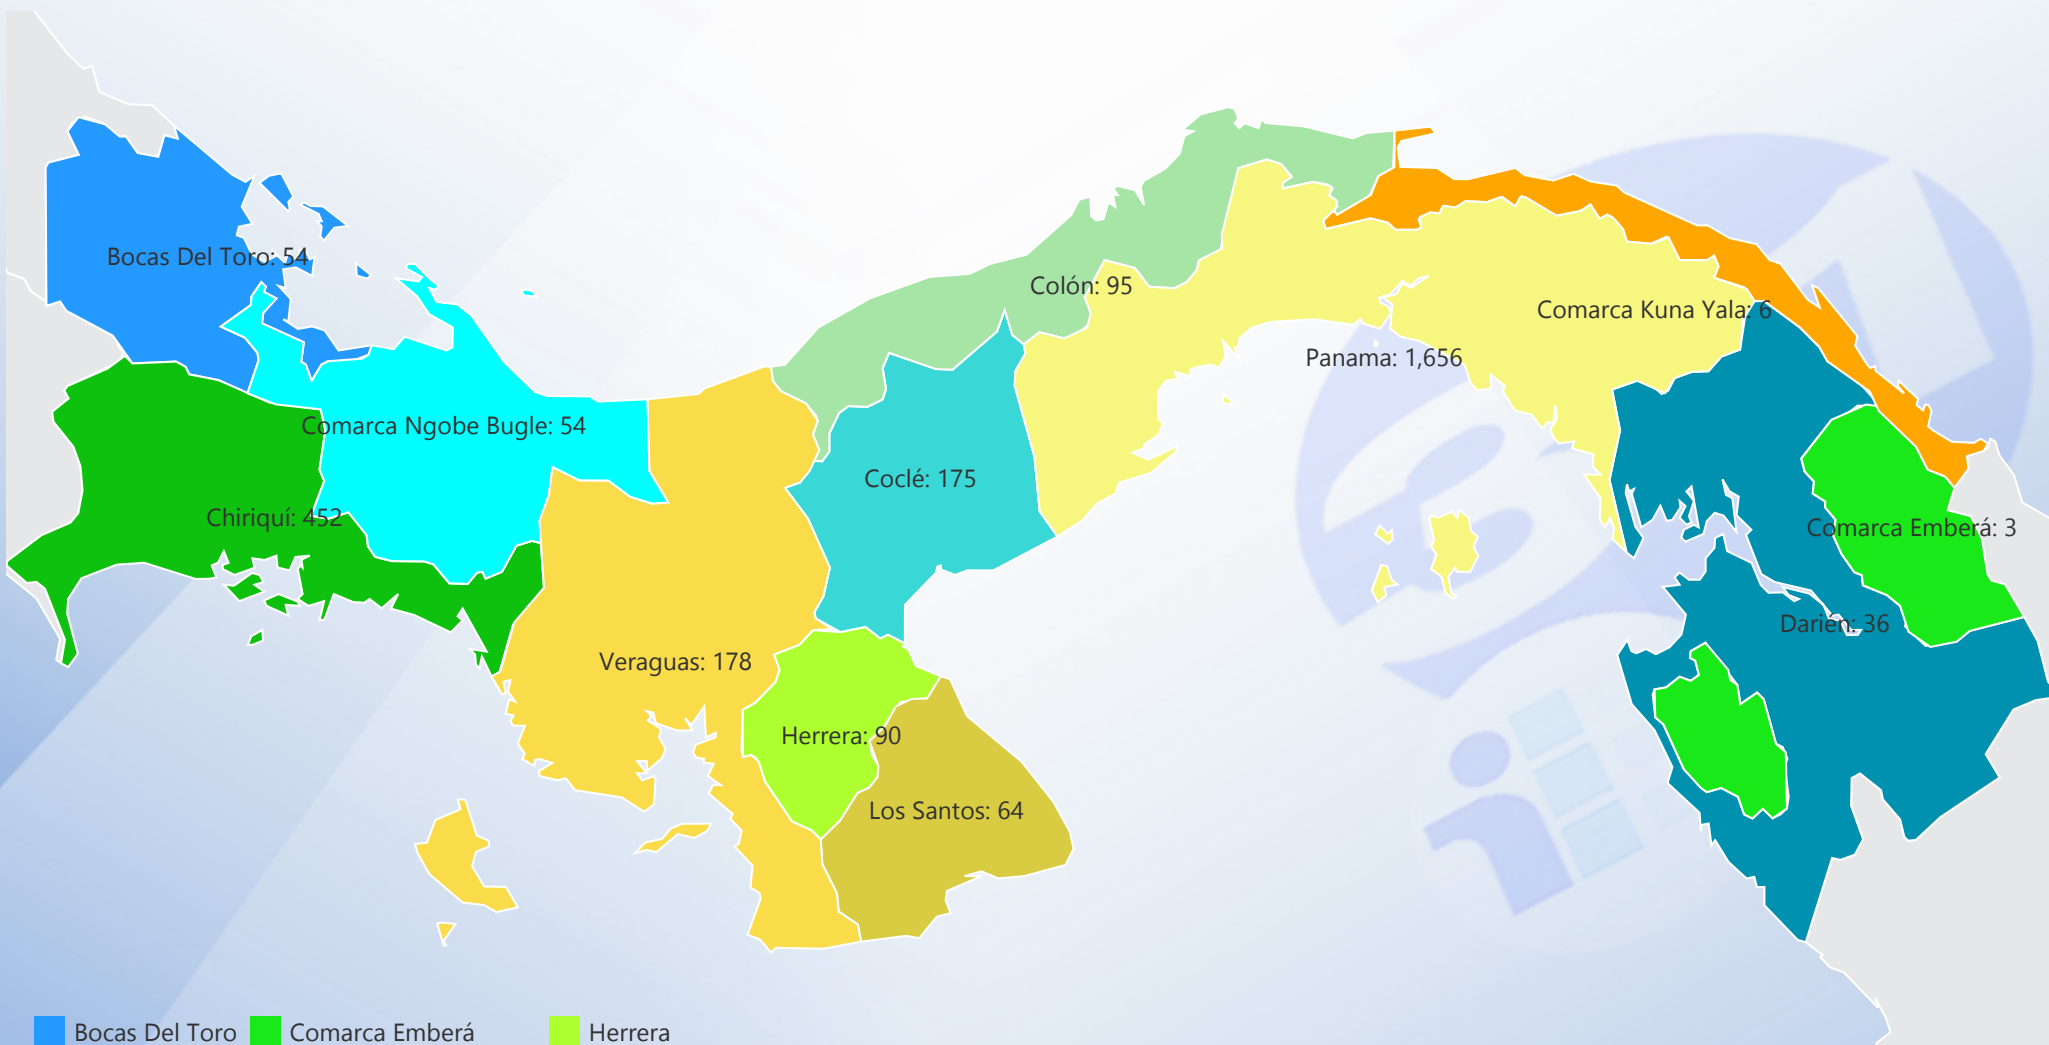 Bocas Del Toro: 54
Colón: 95
Comarca Kuna Yala: 6
Panama: 1,656
Comarca Ngobe Bugle: 54
Coclé: 175
Chiriquí: 452
Comarca Emberá: 3
Darién: 36
Veraguas: 178
Herrera: 90
Los Santos: 64
Bocas Del Toro Comarca Emberá Herrera